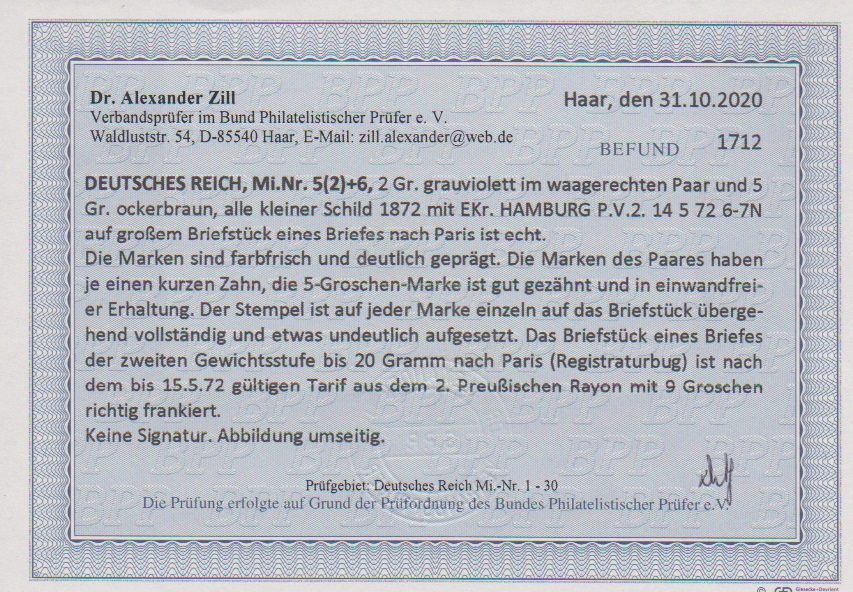 Dr. Alexander Zill
Verbandsprüfer im Bund Philatelistischer Prüfer e. V.
Waldluststr. 54, D-85540 Haar, E-Mail: zill.alexander@web.de
Haar, den 31.10.2020
BEFUND 1712
DEUTSCHES REICH, Mi.Nr. 5(2)+6, 2 Gr. grauviolett im waagerechten Paar und 5
Gr. ockerbraun, alle kleiner Schild 1872 mit EKr. HAMBURG P.V.2. 14 5 72 6-7N
auf großem Briefstück eines Briefes nach Paris ist echt.
Die Marken sind farbfrisch und deutlich geprägt. Die Marken des Paares haben
je einen kurzen Zahn, die 5-Groschen-Marke ist gut gezähnt und in einwandfrei-
er Erhaltung. Der Stempel ist auf jeder Marke einzeln auf das Briefstück überge-
hend vollständig und etwas undeutlich aufgesetzt. Das Briefstück eines Briefes
der zweiten Gewichtsstufe bis 20 Gramm nach Paris (Registraturbug) ist nach
dem bis 15.5.72 gültigen Tarif aus dem 2. Preußischen Rayon mit 9 Groschen
richtig frankiert.
Keine Signatur. Abbildung umseitig.
Prüfgebiet: Deutsches Reich Mi.-Nr. 1 - 30
Die Prüfung erfolgte auf Grund der Prüfordnung des Bundes Philatelistischer Prüfer e.V.
© GD Giesecke+Devrient